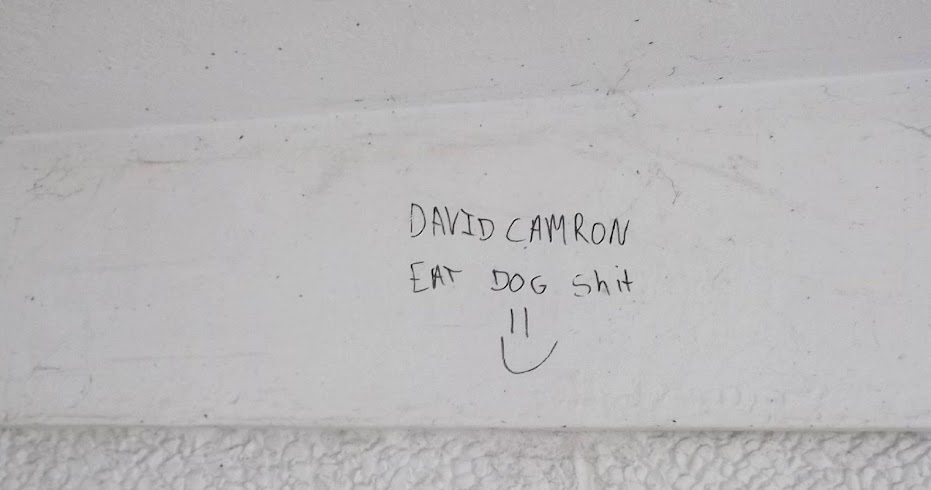 DAVID CAMRON
EAT DOG shit